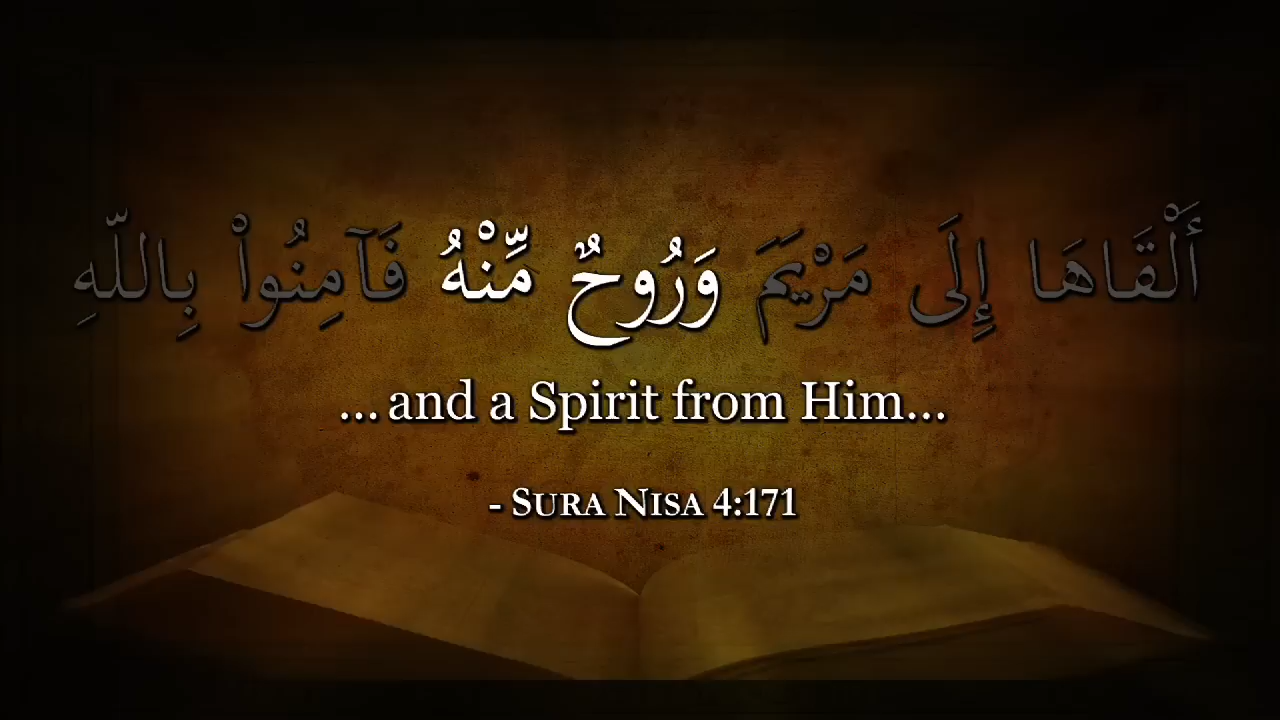 أَلْقَاهَا إِلَى مَرْيَمَ وَرُوحٌ مِّنْهُ فَآمِنُواْ بِاللّهِ
... and a Spirit from Him...
- SURA NISA 4:171